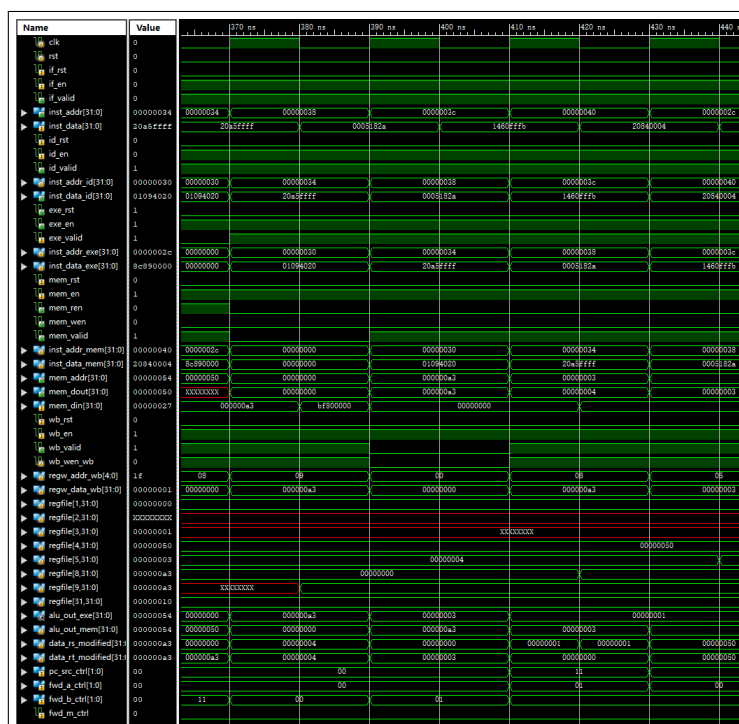 Name Value 370 ns 380 ns 390 ns 400 ns 410 ns 420 ns 430 ns 440
clk 0
rst 0
if_rst 0
if_en 0
if_valid 0
inst_addr[31:0] 00000034 00000034 00000038 0000003c 00000040 0000002c
inst_data[31:0] 20a5ffff 20a5ffff 0005182a 1460fffb 20840004
id_rst 0
id_en 0
id_valid 1
inst_addr_id[31:0] 00000030 00000030 00000034 00000038 0000003c 00000040
inst_data_id[31:0] 01094020 01094020 20a5ffff 0005182a 1460fffb 20840004
exe_rst 1
exe_en 1
exe_valid 1
inst_addr_exe[31:0] 0000002c 00000000 00000030 00000034 00000038 0000003c
inst_data_exe[31:0] 8c890000 00000000 01094020 20a5ffff 0005182a 1460fffb
mem_rst 0
mem_en 1
mem_ren 0
mem_wen 0
mem_valid 1
inst_addr_mem[31:0] 00000040 0000002c 00000000 00000030 00000034 00000038
inst_data_mem[31:0] 20840004 8c890000 00000000 01094020 20a5ffff 0005182a
mem_addr[31:0] 00000054 00000050 00000000 000000a3 00000003
mem_dout[31:0] 00000050 XXXXXXXX 00000000 000000a3 00000004 00000003
mem_din[31:0] 00000027 000000a3 bf800000 00000000
wb_rst 0
wb_en 1
wb_valid 1
wb_wen_wb 0
regw_addr_wb[4:0] 1f 08 09 00 08 05
regw_data_wb[31:0] 00000001 00000000 000000a3 00000000 000000a3 00000003
regfile[1,31:0] 00000000
regfile[2,31:0] XXXXXXXX
regfile[3,31:0] 00000001 XXXXXXXX
regfile[4,31:0] 00000050 00000050
regfile[5,31:0] 00000003 00000004
regfile[8,31:0] 000000a3 00000000
regfile[9,31:0] 000000a3 XXXXXXXX
regfile[31,31:0] 00000010
alu_out_exe[31:0] 00000054 00000000 000000a3 00000003 00000001
alu_out_mem[31:0] 00000054 00000050 00000000 000000a3 00000003
data_rs_modified[31:0 000000a3 00000000 00000004 00000000 00000001 00000001 00000050
data_rt_modified[31:0 000000a3 000000a3 00000004 00000003 00000000 00000050
pc_src_ctrl[1:0] 00 00 11
fwd_a_ctrl[1:0] 00 00 01 00
fwd_b_ctrl[1:0] 00 11 00 01
fwd_m_ctrl 0